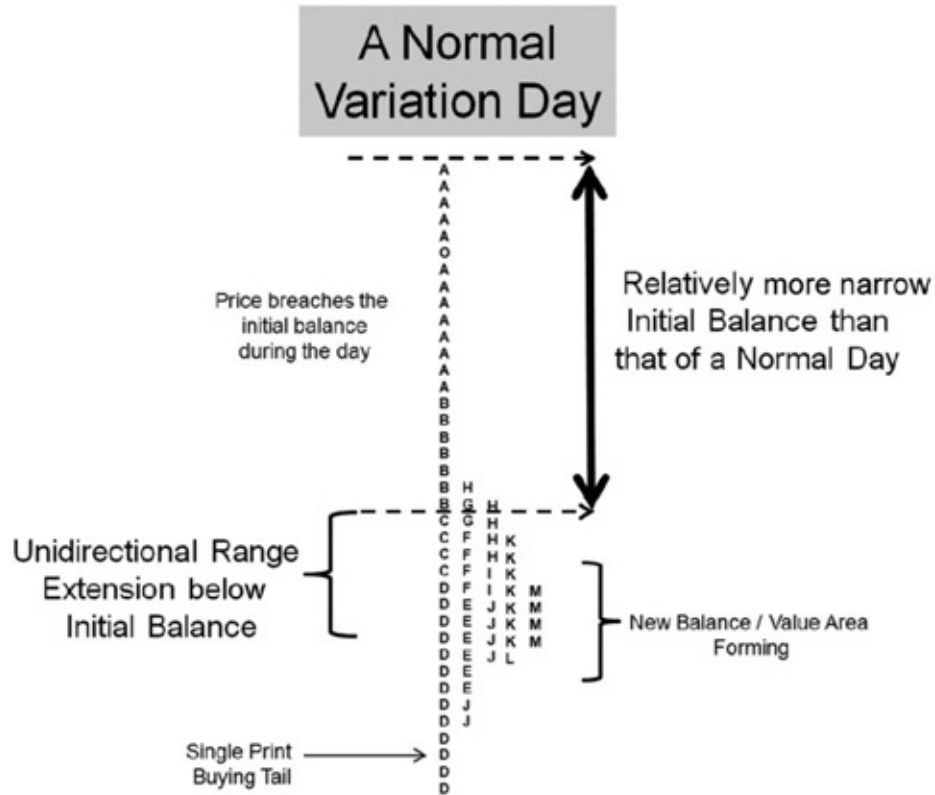 A Normal
Variation Day
A
A
A
A
A
O
A
A
A
A
A
A
A
A
B
B
B
B
B
B H
B G H
C G H
C F H K
C F H K
C F I K
D F I K M
D E J K M
D E J K M
D E J K M
D E J L
D E
D E
D J
D J
D
D
D
D
Price breaches the
initial balance
during the day
Relatively more narrow
Initial Balance than
that of a Normal Day
Unidirectional Range
Extension below
Initial Balance
New Balance / Value Area
Forming
Single Print
Buying Tail